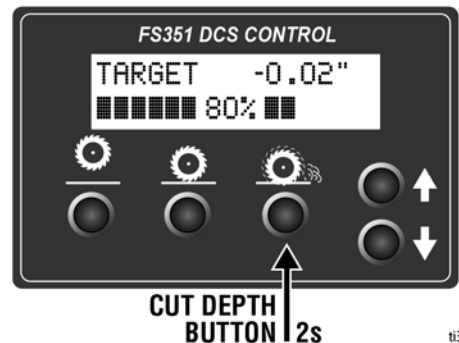 FS351 DCS CONTROL
TARGET -0.02"
80%
CUT DEPTH
BUTTON 2s